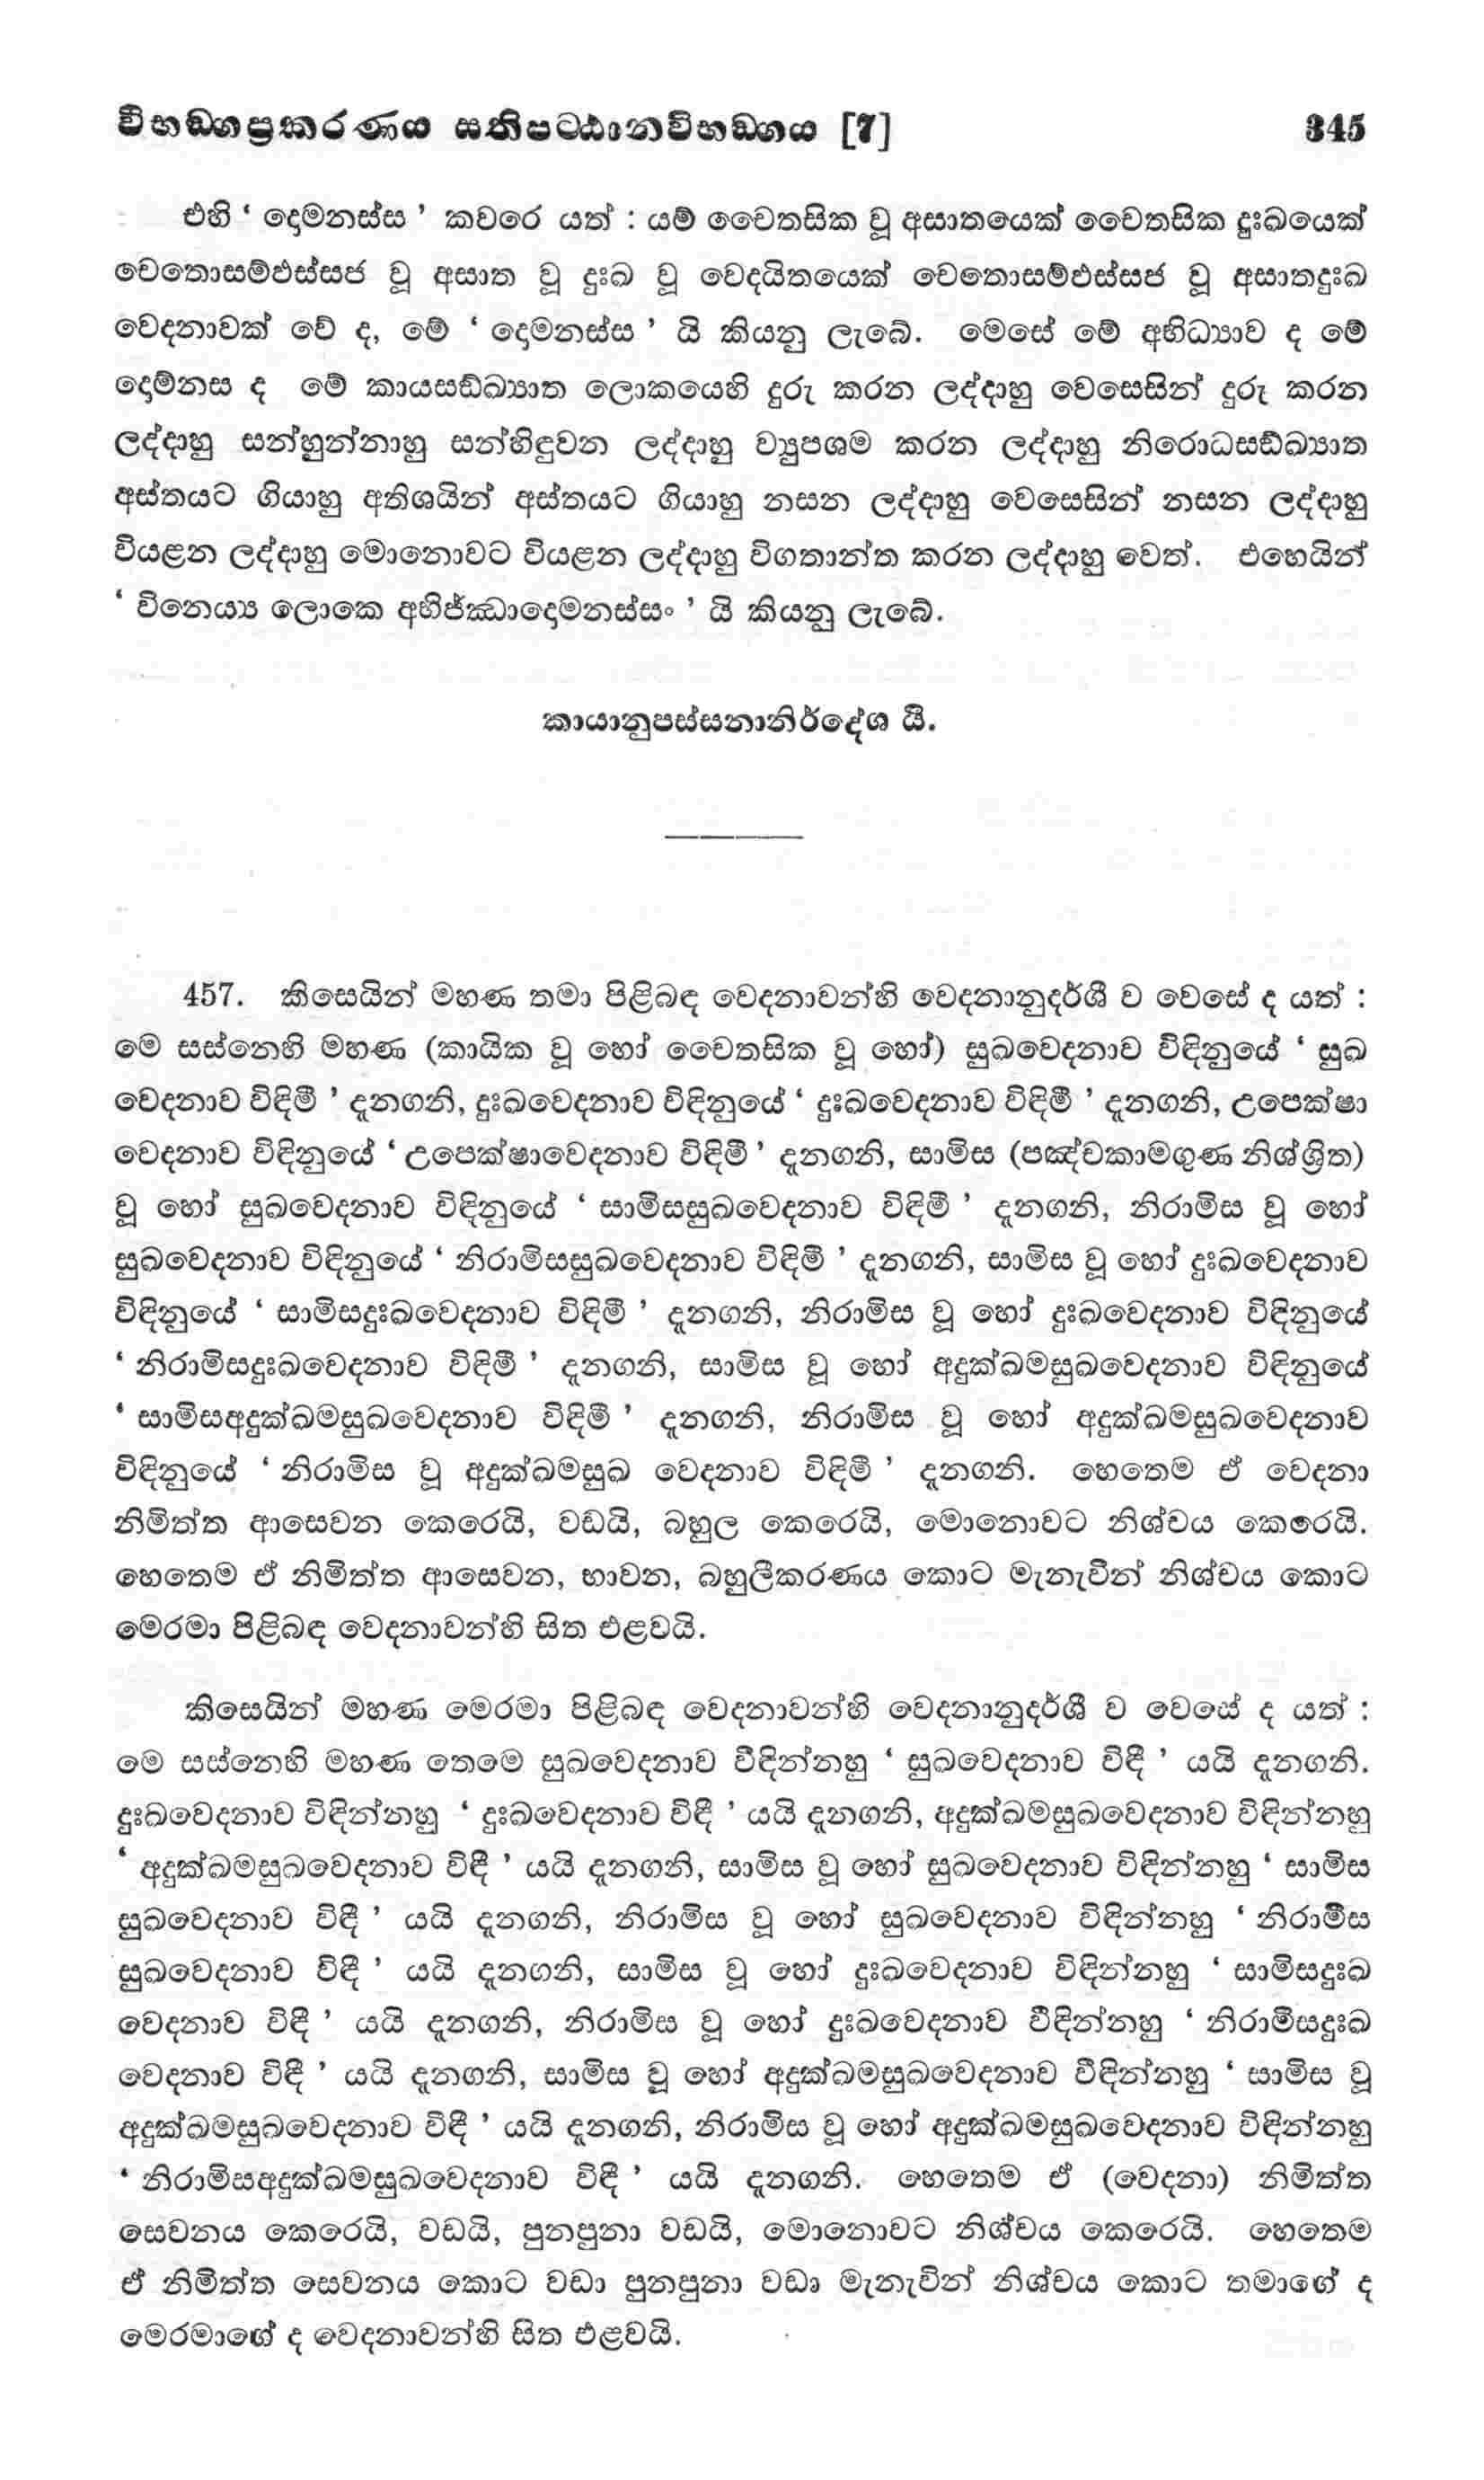 විභඞ්ගප්‍රකරණය සතිපට්ඨානවිභඞ්ගය [7] 345
එහි ‘ දොමනස්ස ’ කවරෙ යත් : යම් චෛතසික වූ අසාතයෙක් චෛතසික දුඃඛයෙක්
චෙතොසම්ඵස්සජ වූ අසාත වූ දුඃඛ වූ වෙදයිතයෙක් චෙතොසම්ඵස්සජ වූ අසාතදුඃඛ
වෙදනාවක් වේ ද, මේ ‘ දොමනස්ස ’ යි කියනු ලැබේ. මෙසේ මේ අභිධ්‍යාව ද මේ
දොම්නස ද මේ කායසඞ්ඛ්‍යාත ලොකයෙහි දුරු කරන ලද්දාහු වෙසෙසින් දුරු කරන
ලද්දාහු සන්හුන්නාහු සන්හිඳුවන ලද්දාහු ව්‍යුපශම කරන ලද්දාහු නිරොධසඞ්ඛ්‍යාත
අස්තයට ගියාහු අතිශයින් අස්තයට ගියාහු නසන ලද්දාහු වෙසෙසින් නසන ලද්දාහු
වියළන ලද්දාහු මොනොවට වියළන ලද්දාහු විගතාන්ත කරන ලද්දාහු වෙත්. එහෙයින්
‘ විනෙය්‍ය ලොකෙ අභිජ්ඣාදොමනස්සං ’ යි කියනු ලැබේ.
කායානුපස්සනානිර්දේශ යි.
457. කිසෙයින් මහණ තමා පිළිබඳ වෙදනාවන්හි වෙදනානුදර්ශී ව වෙසේ ද යත් :
මෙ සස්නෙහි මහණ (කායික වූ හෝ චෛතසික වූ හෝ) සුඛවෙදනාව විඳිනුයේ ‘ සුඛ
වෙදනාව විඳිමී ’ දැනගනි, දුඃඛවෙදනාව විඳිනුයේ ‘ දුඃඛවෙදනාව විඳිමී ’ දැනගනි, උපෙක්ෂා
වෙදනාව විඳිනුයේ ‘ උපෙක්ෂාවෙදනාව විඳිමී ’ දැනගනි, සාමිස (පඤ්චකාමගුණ නිශ්ශ්‍රිත)
වූ හෝ සුඛවෙදනාව විඳිනුයේ ‘ සාමිසසුඛවෙදනාව විඳිමී ’ දැනගනි, නිරාමිස වූ හෝ
සුඛවෙදනාව විඳිනුයේ ‘ නිරාමිසසුඛවෙදනාව විඳිමී ’ දැනගනි, සාමිස වූ හෝ දුඃඛවෙදනාව
විඳිනුයේ ‘ සාමිසදුඃඛවෙදනාව විඳිමී ’ දැනගනි, නිරාමිස වූ හෝ දුඃඛවෙදනාව විඳිනුයේ
‘ නිරාමිසදුඃඛවෙදනාව විඳිමී ’ දැනගනි, සාමිස වූ හෝ අදුක්ඛමසුඛවෙදනාව විඳිනුයේ
‘ සාමිසඅදුක්ඛමසුඛවෙදනාව විඳිමී ’ දැනගනි, නිරාමිස වූ හෝ අදුක්ඛමසුඛවෙදනාව
විඳිනුයේ ‘ නිරාමිස වූ අදුක්ඛමසුඛ වෙදනාව විඳිමී ’ දැනගනි. හෙතෙම ඒ වෙදනා
නිමිත්ත ආසෙවන කෙරෙයි, වඩයි, බහුල කෙරෙයි, මොනොවට නිශ්චය කෙරෙයි.
හෙතෙම ඒ නිමිත්ත ආසෙවන, භාවන, බහුලීකරණය කොට මැනැවින් නිශ්චය කොට
මෙරමා පිළිබඳ වෙදනාවන්හි සිත එළවයි.
කිසෙයින් මහණ මෙරමා පිළිබඳ වෙදනාවන්හි වෙදනානුදර්ශී ව වෙසේ ද යත් :
මෙ සස්නෙහි මහණ තෙමෙ සුඛවෙදනාව විඳින්නහු ‘ සුඛවෙදනාව විඳී ’ යයි දැනගනි.
දුඃඛවෙදනාව විඳින්නහු ‘ දුඃඛවෙදනාව විඳී ’ යයි දැනගනි, අදුක්ඛමසුඛවෙදනාව විඳින්නහු
‘ අදුක්ඛමසුඛවෙදනාව විඳී ’ යයි දැනගනි, සාමිස වූ හෝ සුඛවෙදනාව විඳින්නහු ‘ සාමිස
සුඛවෙදනාව විඳී ’ යයි දැනගනි, නිරාමිස වූ හෝ සුඛවෙදනාව විඳින්නහු ‘ නිරාමිස
සුඛවෙදනාව විඳී ’ යයි දැනගනි, සාමිස වූ හෝ දුඃඛවෙදනාව විඳින්නහු ‘ සාමිසදුඃඛ
වෙදනාව විඳී ’ යයි දැනගනි, නිරාමිස වූ හෝ දුඃඛවෙදනාව විඳින්නහු ‘ නිරාමිසදුඃඛ
වෙදනාව විඳී ’ යයි දැනගනි, සාමිස වූ හෝ අදුක්ඛමසුඛවෙදනාව විඳින්නහු ‘ සාමිස වූ
අදුක්ඛමසුඛවෙදනාව විඳී ’ යයි දැනගනි, නිරාමිස වූ හෝ අදුක්ඛමසුඛවෙදනාව විඳින්නහු
‘ නිරාමිසඅදුක්ඛමසුඛවෙදනාව විඳී ’ යයි දැනගනි. හෙතෙම ඒ (වෙදනා) නිමිත්ත
සෙවනය කෙරෙයි, වඩයි, පුනපුනා වඩයි, මොනොවට නිශ්චය කෙරෙයි. හෙතෙම
ඒ නිමිත්ත සෙවනය කොට වඩා පුනපුනා වඩා මැනැවින් නිශ්චය කොට තමාගේ ද
මෙරමාගේ ද වෙදනාවන්හි සිත එළවයි.